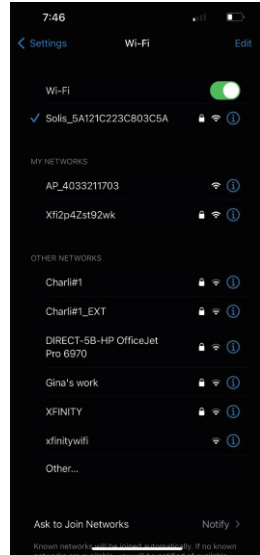 7:46
Settings Wi-Fi Edit
Wi-Fi
Solis_5A121C223C803C5A
MY NETWORKS
AP_4033211703
Xfi2p4Zst92wk
OTHER NETWORKS
Charli#1
Charli#1_EXT
DIRECT-5B-HP OfficeJet
Pro 6970
Gina's work
XFINITY
xfinitywifi
Other...
Ask to Join Networks Notify
Known networks will be joined automatically. If no known